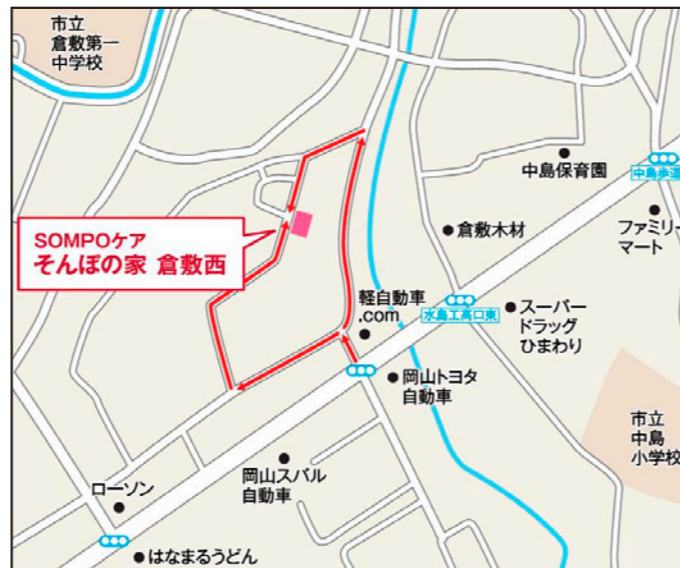 市立
倉敷第一
中学校
中島保育園
中島歩道
ファミリー
マート
倉敷木材
SOMPOケア
そんぽの家 倉敷西
軽自動車
.com
水島工高口東
スーパー
ドラッグ
ひまわり
岡山トヨタ
自動車
市立
中島
小学校
岡山スバル
自動車
ローソン
はなまるうどん